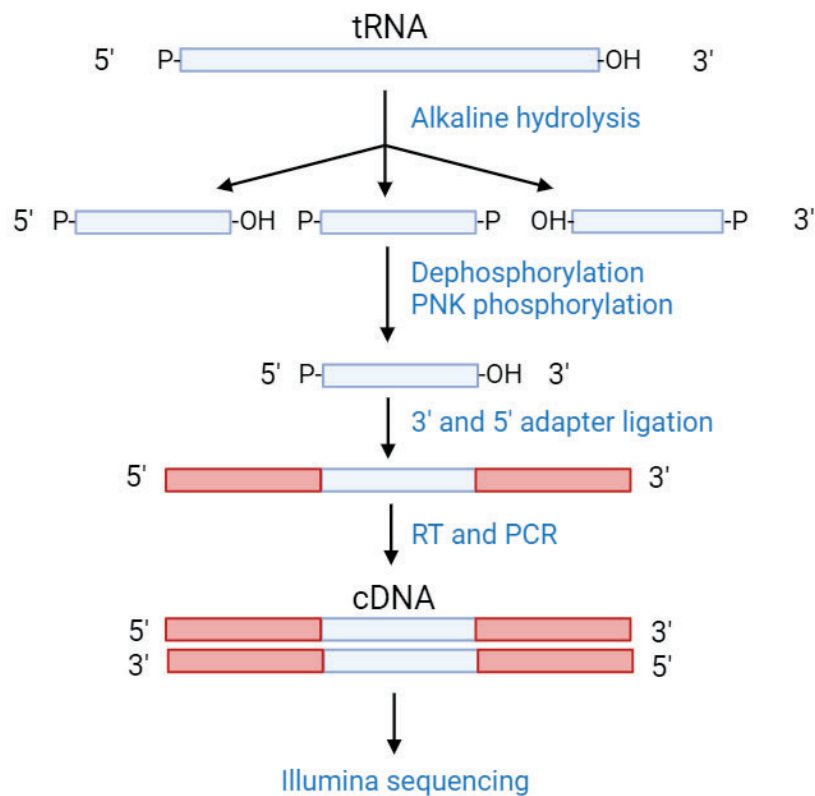 tRNA
5' P- -OH 3'
Alkaline hydrolysis
5' P- -OH P- -P OH- -P 3'
Dephosphorylation
PNK phosphorylation
5' P- -OH 3'
3' and 5' adapter ligation
5' 3'
RT and PCR
cDNA
5' 3'
3' 5'
Illumina sequencing